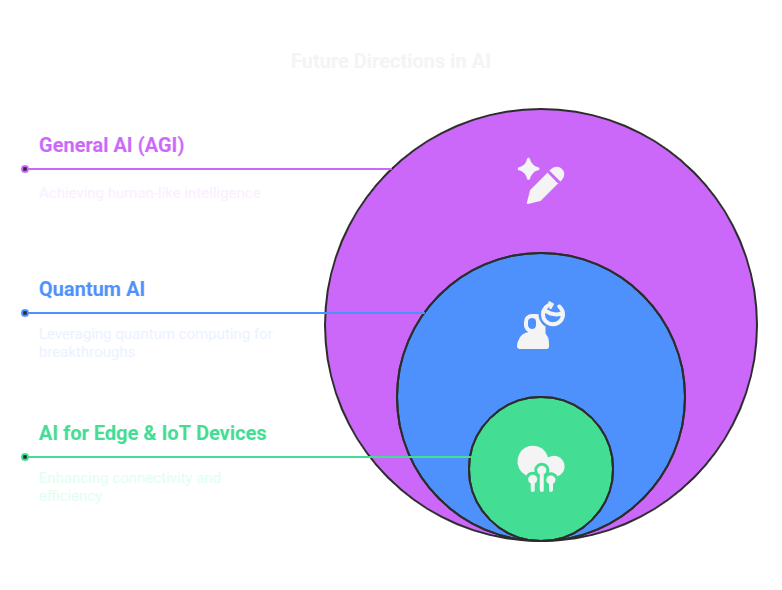 Future Directions in AI
General AI (AGI)
Achieving human-like intelligence
Quantum AI
Leveraging quantum computing for
breakthroughs
AI for Edge & IoT Devices
Enhancing connectivity and
efficiency